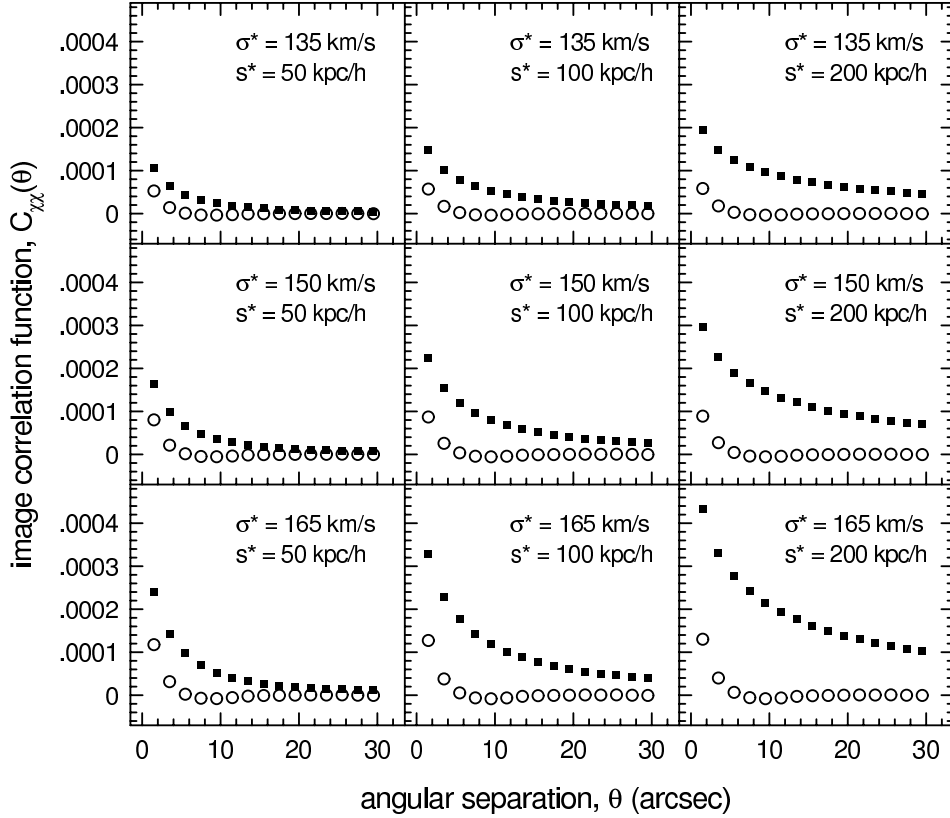 σ* = 135 km/s
s* = 50 kpc/h
σ* = 135 km/s
s* = 100 kpc/h
σ* = 135 km/s
s* = 200 kpc/h
.0004
.0003
.0002
.0001
0
σ* = 150 km/s
s* = 50 kpc/h
σ* = 150 km/s
s* = 100 kpc/h
σ* = 150 km/s
s* = 200 kpc/h
.0004
.0003
.0002
.0001
0
σ* = 165 km/s
s* = 50 kpc/h
σ* = 165 km/s
s* = 100 kpc/h
σ* = 165 km/s
s* = 200 kpc/h
.0004
.0003
.0002
.0001
0
0 10 20 30 0 10 20 30 0 10 20 30
image correlation function, Cγχ(θ)
angular separation, θ (arcsec)